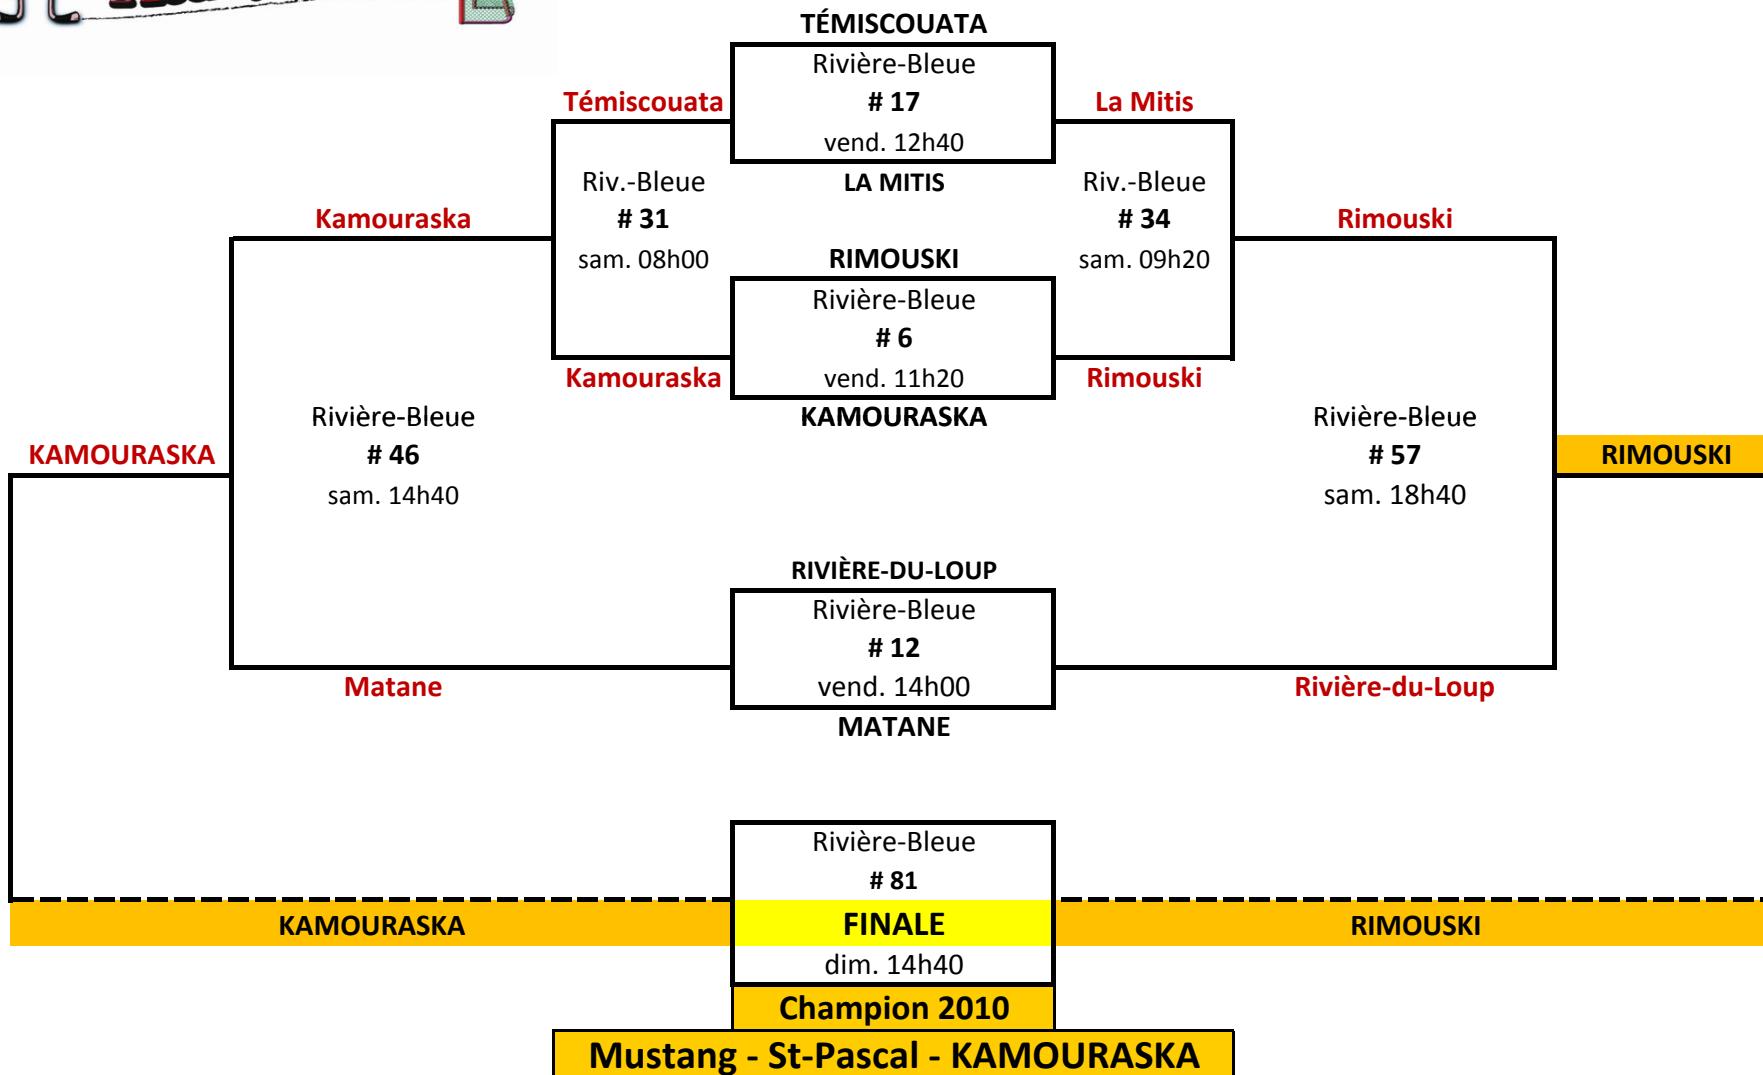 TÉMISCOUATA
Rivière-Bleue
Témiscouata
# 17
La Mitis
vend. 12h40
Riv.-Bleue
LA MITIS
Riv.-Bleue
Kamouraska
# 31
# 34
Rimouski
sam. 08h00
RIMOUSKI
sam. 09h20
Rivière-Bleue
# 6
Kamouraska
vend. 11h20
Rimouski
Rivière-Bleue
KAMOURASKA
Rivière-Bleue
KAMOURASKA
# 46
# 57
RIMOUSKI
sam. 14h40
sam. 18h40
RIVIÈRE-DU-LOUP
Rivière-Bleue
# 12
Matane
vend. 14h00
Rivière-du-Loup
MATANE
Rivière-Bleue
# 81
KAMOURASKA
FINALE
RIMOUSKI
dim. 14h40
Champion 2010
Mustang - St-Pascal - KAMOURASKA